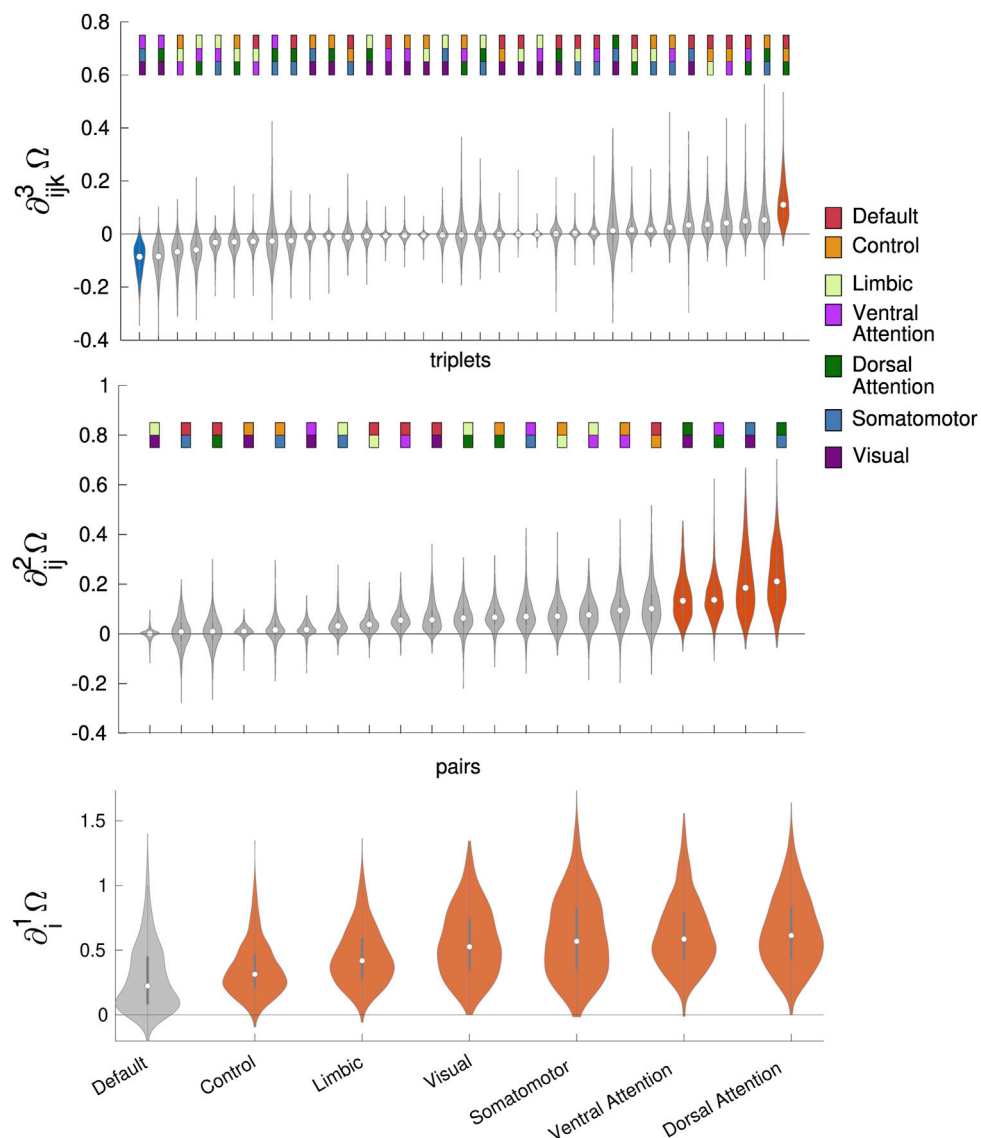 0.8
0.6
0.4
0.2
0
-0.2
-0.4
∂³ijk Ω
triplets
Default
Control
Limbic
Ventral
Attention
Dorsal
Attention
Somatomotor
Visual
1
0.8
0.6
0.4
0.2
0
-0.2
-0.4
∂²ij Ω
pairs
1.5
1
0.5
0
∂¹i Ω
Default
Control
Limbic
Visual
Somatomotor
Ventral Attention
Dorsal Attention